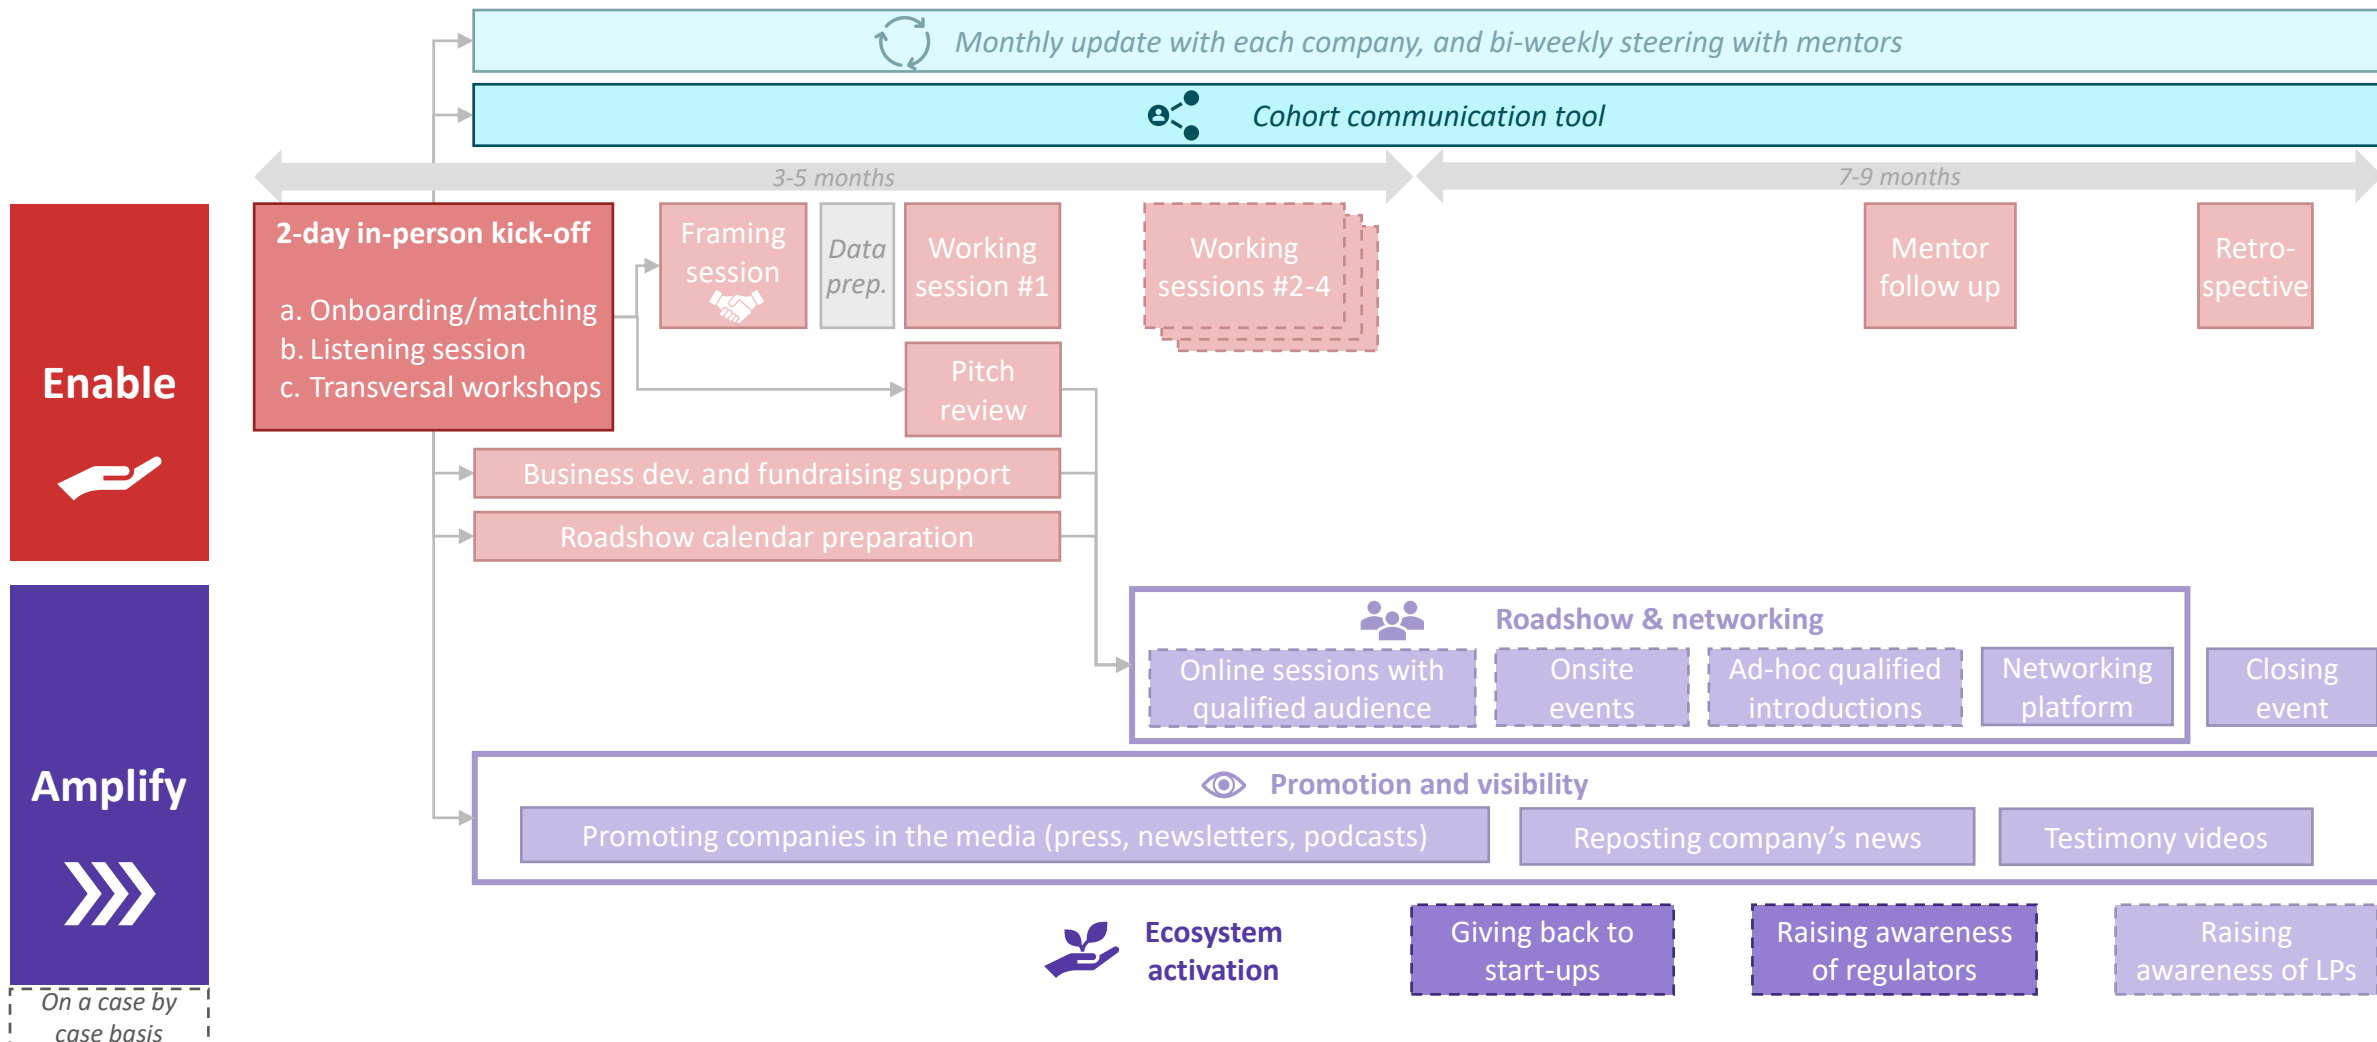 Monthly update with each company, and bi-weekly steering with mentors
Cohort communication tool
3-5 months
7-9 months
Enable
2-day in-person kick-off
a. Onboarding/matching
b. Listening session
c. Transversal workshops
Framing
session
Data
prep.
Working
session #1
Working
sessions #2-4
Mentor
follow up
Retro-
spective
Pitch
review
Business dev. and fundraising support
Roadshow calendar preparation
Amplify
Roadshow & networking
Online sessions with
qualified audience
Onsite
events
Ad-hoc qualified
introductions
Networking
platform
Closing
event
Promotion and visibility
Promoting companies in the media (press, newsletters, podcasts)
Reposting company's news
Testimony videos
Ecosystem
activation
Giving back to
start-ups
Raising awareness
of regulators
Raising
awareness of LPs
On a case by
case basis